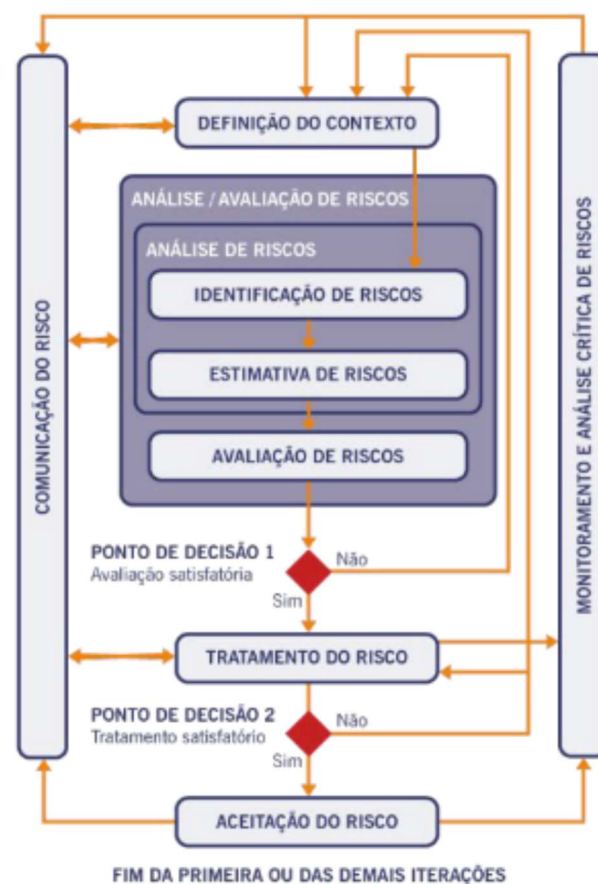 DEFINIÇÃO DO CONTEXTO
ANÁLISE / AVALIAÇÃO DE RISCOS
ANÁLISE DE RISCOS
IDENTIFICAÇÃO DE RISCOS
ESTIMATIVA DE RISCOS
AVALIAÇÃO DE RISCOS
COMUNICAÇÃO DO RISCO
MONITORAMENTO E ANÁLISE CRÍTICA DE RISCOS
PONTO DE DECISÃO 1
Avaliação satisfatória
Não
Sim
TRATAMENTO DO RISCO
PONTO DE DECISÃO 2
Tratamento satisfatório
Não
Sim
ACEITAÇÃO DO RISCO
FIM DA PRIMEIRA OU DAS DEMAIS ITERAÇÕES